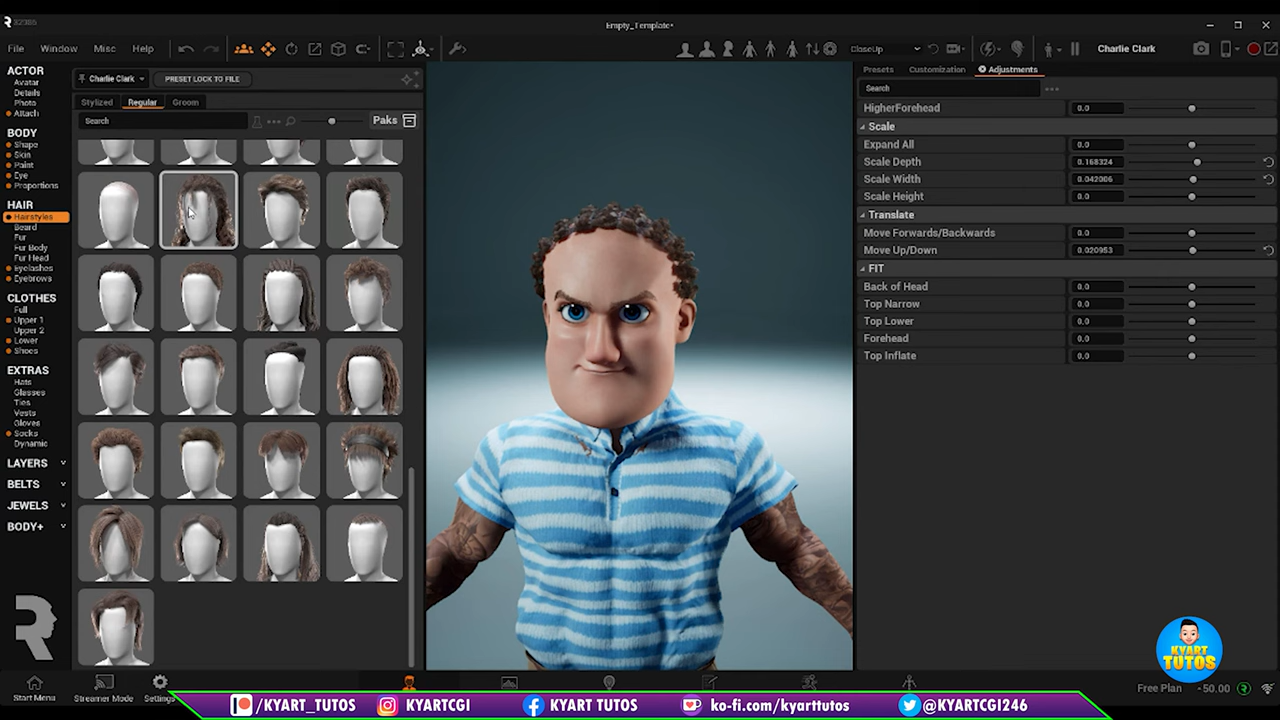 32985
Empty_Template*
File Window Misc Help
CloseUp
Charlie Clark
ACTOR
Avatar
Details
Photo
Attach
BODY
Shape
Skin
Paint
Eye
Proportions
HAIR
Hairstyles
Beard
Fur
Fur Body
Fur Head
Eyelashes
Eyebrows
CLOTHES
Full
Upper 1
Upper 2
Lower
Shoes
EXTRAS
Hats
Glasses
Ties
Vests
Gloves
Socks
Dynamic
LAYERS
BELTS
JEWELS
BODY+
Start Menu
Streamer Mode
Settings
Charlie Clark
PRESET LOCK TO FILE
Stylized Regular Groom
Search
Paks
Presets Customization Adjustments
Search
HigherForehead 0.0
Scale
Expand All 0.0
Scale Depth 0.168324
Scale Width 0.042006
Scale Height 0.0
Translate
Move Forwards/Backwards 0.0
Move Up/Down 0.020953
FIT
Back of Head 0.0
Top Narrow 0.0
Top Lower 0.0
Forehead 0.0
Top Inflate 0.0
KYART
TUTOS
Free Plan -50.00
/KYART_TUTOS KYARTCGI KYART TUTOS ko-fi.com/kyarttutos @KYARTCGI246